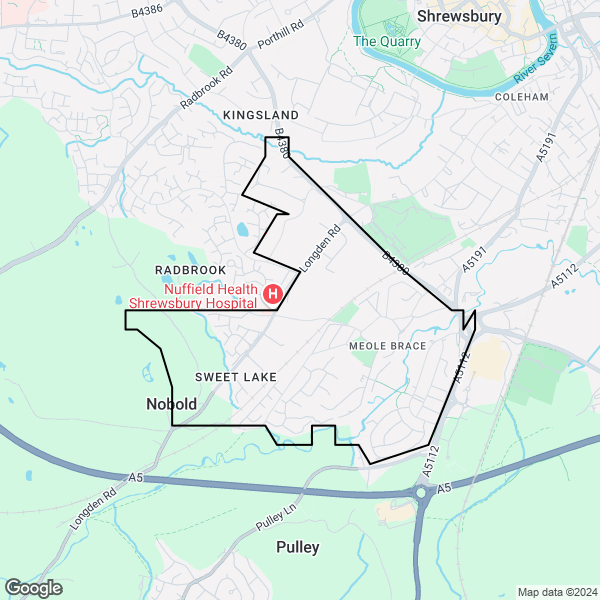 B4386
B4380
Porthill Rd
Shrewsbury
The Quarry
River Severn
Radbrook Rd
COLEHAM
KINGSLAND
B4380
A5191
Longden Rd
B4380
A5191
A5112
RADBROOK
Nuffield Health
Shrewsbury Hospital
H
MEOLE BRACE
A5112
SWEET LAKE
Nobold
A5112
A5
A5
Longden Rd
Pulley Ln
Pulley
Google
Map data ©2024